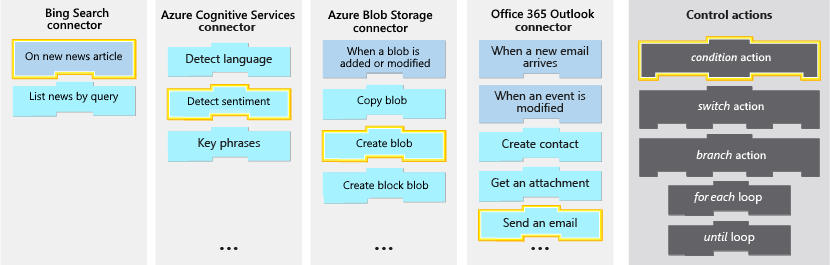 Bing Search
connector
On new news article
List news by query
Azure Cognitive Services
connector
Detect language
Detect sentiment
Key phrases
...
Azure Blob Storage
connector
When a blob is
added or modified
Copy blob
Create blob
Create block blob
...
Office 365 Outlook
connector
When a new email
arrives
When an event is
modified
Create contact
Get an attachment
Send an email
...
Control actions
condition action
switch action
branch action
for each loop
until loop